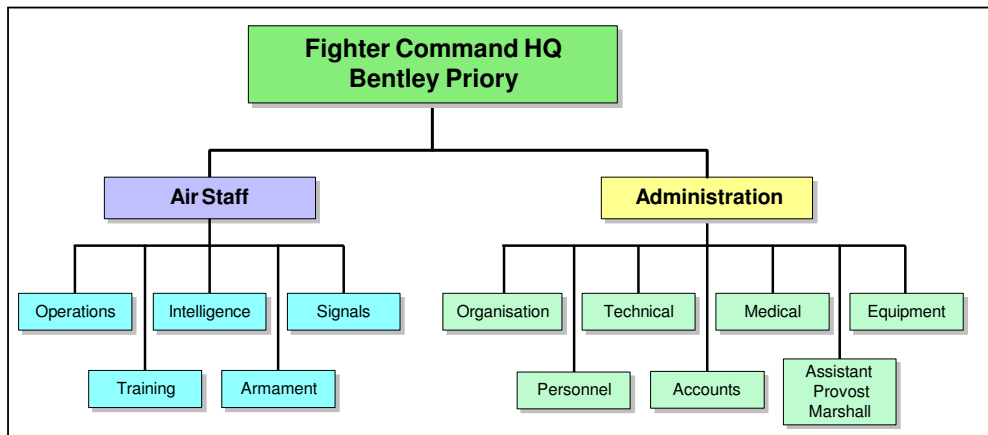 Fighter Command HQ
Bentley Priory
Air Staff
Administration
Operations
Intelligence
Signals
Organisation
Technical
Medical
Equipment
Training
Armament
Personnel
Accounts
Assistant
Provost
Marshall